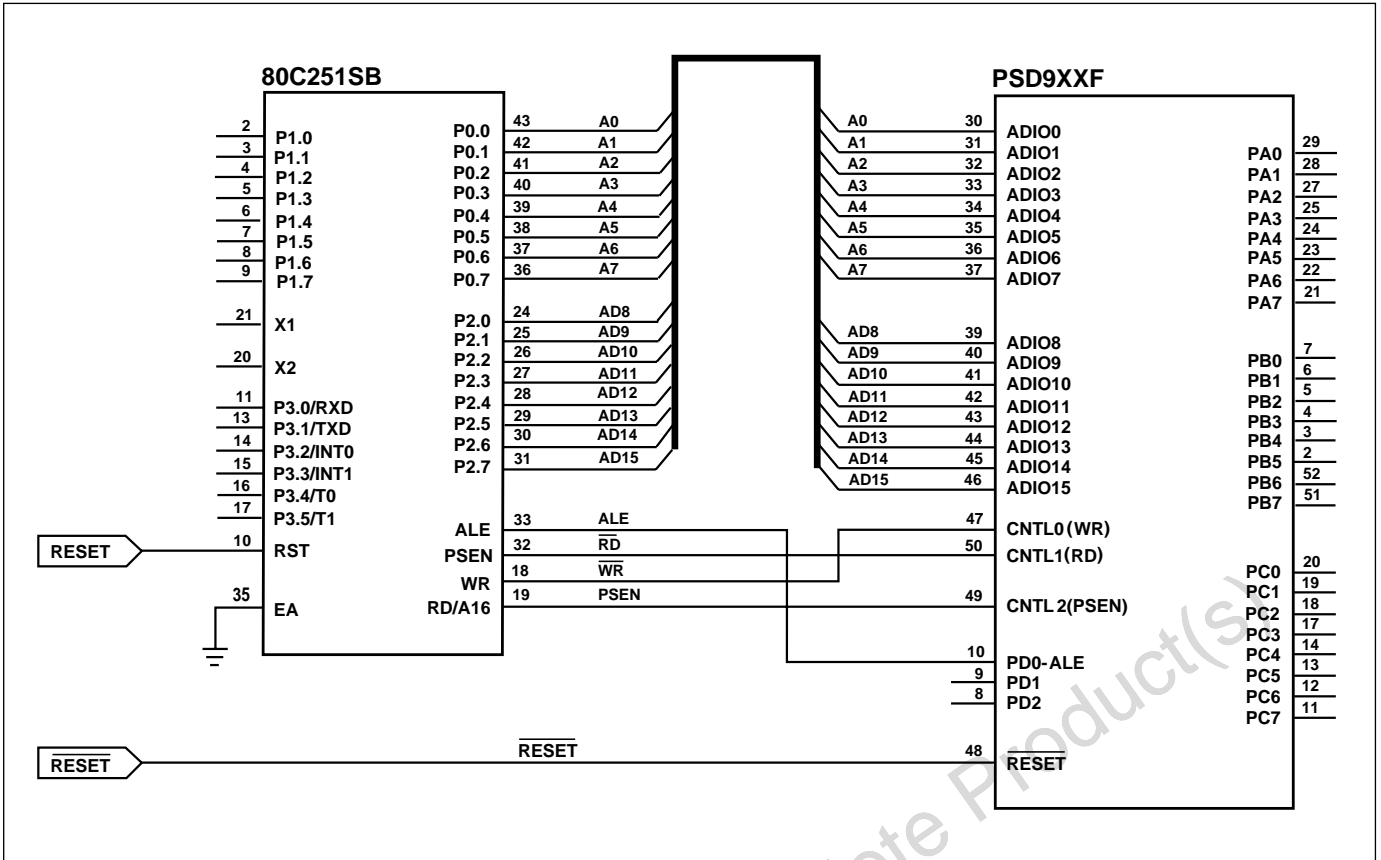 80C251SB
PSD9XXF
2 P1.0
3 P1.1
4 P1.2
5 P1.3
6 P1.4
7 P1.5
8 P1.6
9 P1.7
21 X1
20 X2
11 P3.0/RXD
13 P3.1/TXD
14 P3.2/INT0
15 P3.3/INT1
16 P3.4/T0
17 P3.5/T1
RESET 10 RST
35 EA
P0.0 43 A0
P0.1 42 A1
P0.2 41 A2
P0.3 40 A3
P0.4 39 A4
P0.5 38 A5
P0.6 37 A6
P0.7 36 A7
P2.0 24 AD8
P2.1 25 AD9
P2.2 26 AD10
P2.3 27 AD11
P2.4 28 AD12
P2.5 29 AD13
P2.6 30 AD14
P2.7 31 AD15
ALE 33 ALE
PSEN 32 RD
WR 18 WR
RD/A16 19 PSEN
A0 30 ADIO0
A1 31 ADIO1
A2 32 ADIO2
A3 33 ADIO3
A4 34 ADIO4
A5 35 ADIO5
A6 36 ADIO6
A7 37 ADIO7
AD8 39 ADIO8
AD9 40 ADIO9
AD10 41 ADIO10
AD11 42 ADIO11
AD12 43 ADIO12
AD13 44 ADIO13
AD14 45 ADIO14
AD15 46 ADIO15
47 CNTL0(WR)
50 CNTL1(RD)
49 CNTL 2(PSEN)
10 PD0-ALE
9 PD1
8 PD2
48 RESET
PA0 29
PA1 28
PA2 27
PA3 25
PA4 24
PA5 23
PA6 22
PA7 21
PB0 7
PB1 6
PB2 5
PB3 4
PB4 3
PB5 2
PB6 52
PB7 51
PC0 20
PC1 19
PC2 18
PC3 17
PC4 14
PC5 13
PC6 12
PC7 11
RESET RESET
Product(s)